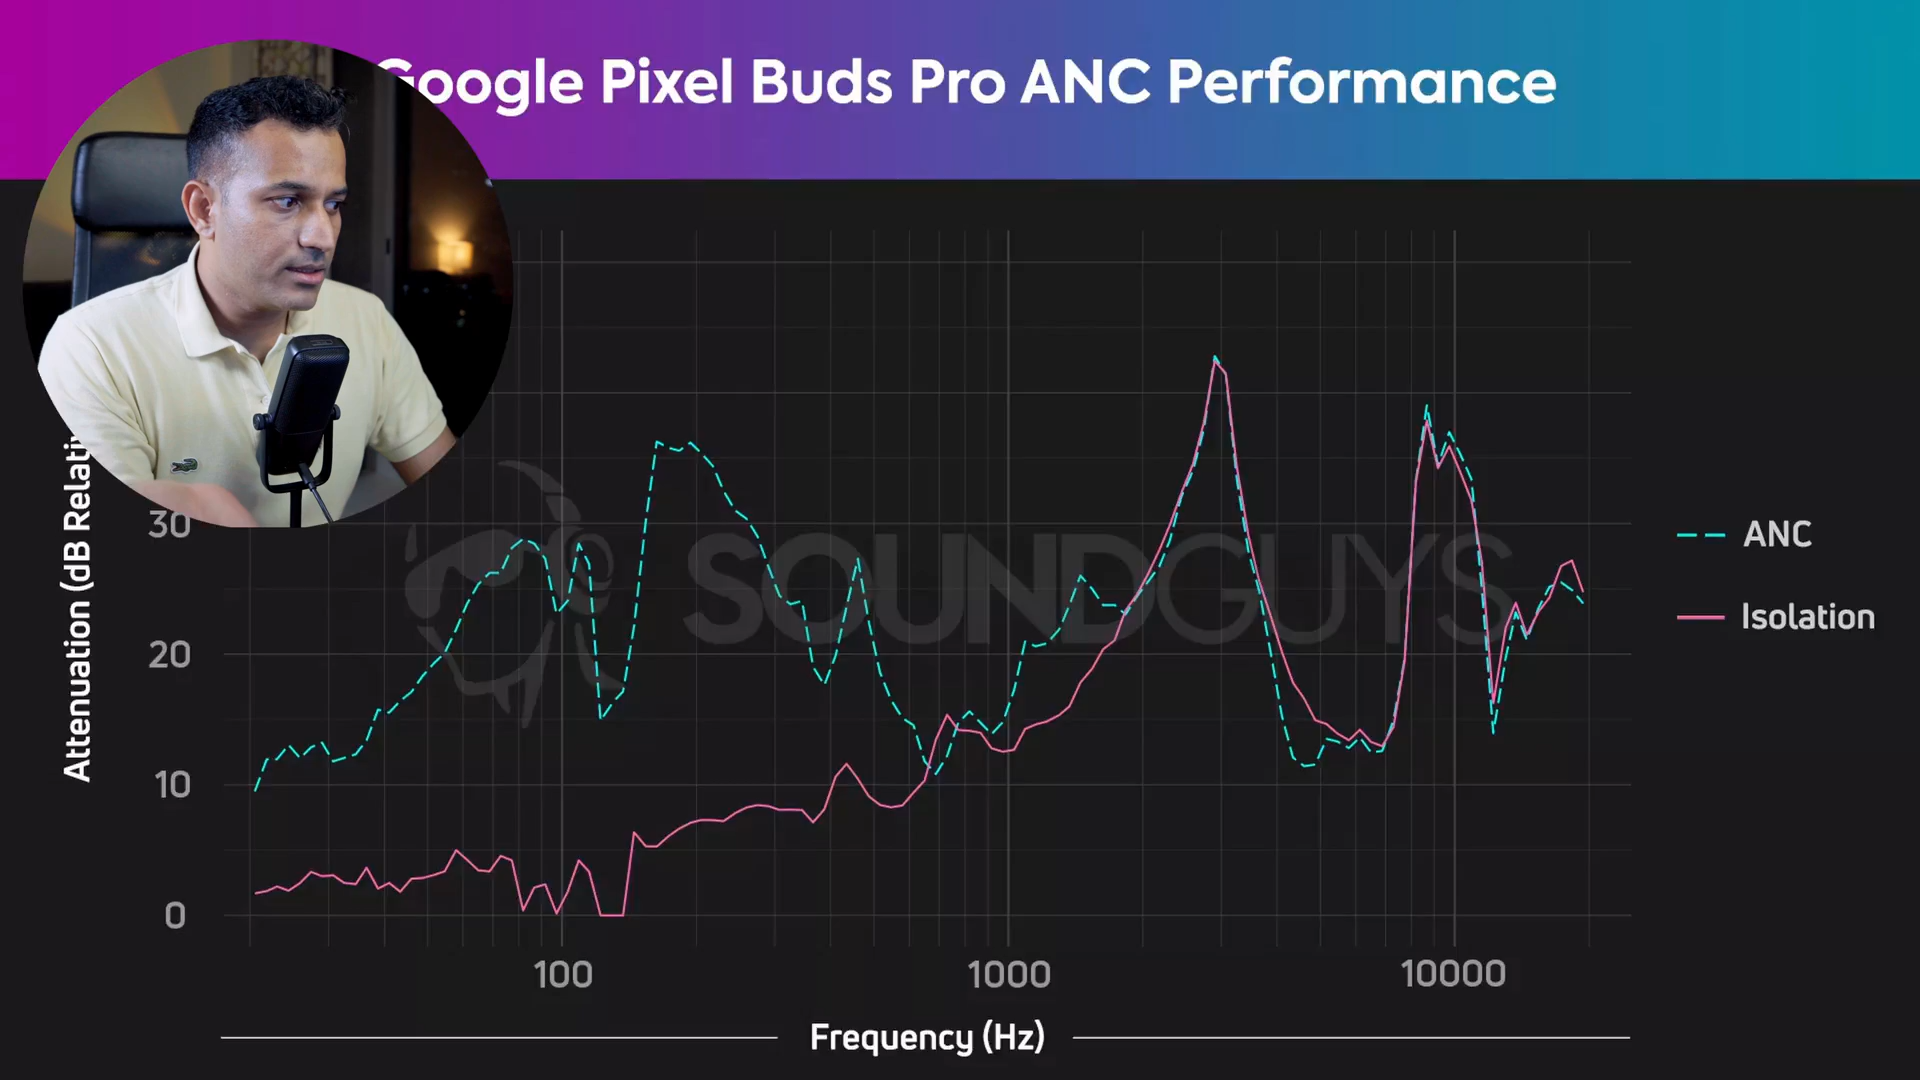 Google Pixel Buds Pro ANC Performance
Attenuation (dB Relati
30
20
10
0
SOUNDGUYS
ANC
Isolation
100 1000 10000
Frequency (Hz)